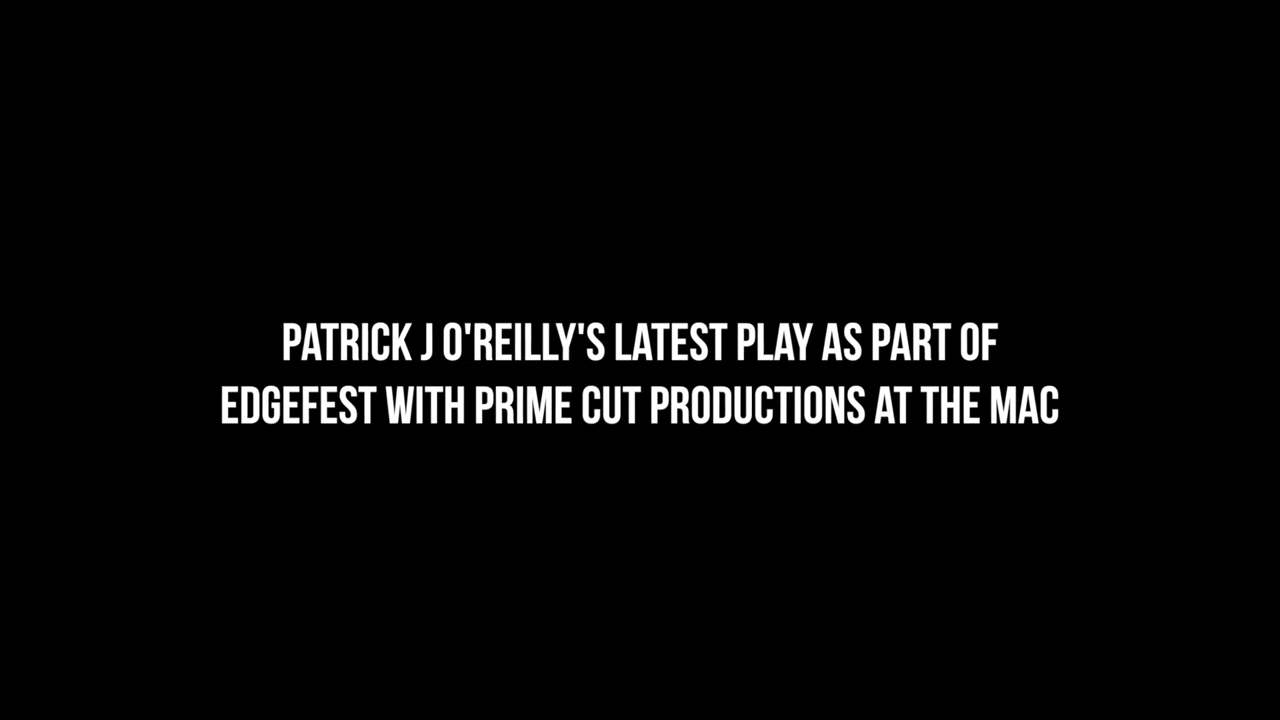 PATRICK J O'REILLY'S LATEST PLAY AS PART OF
EDGEFEST WITH PRIME CUT PRODUCTIONS AT THE MAC